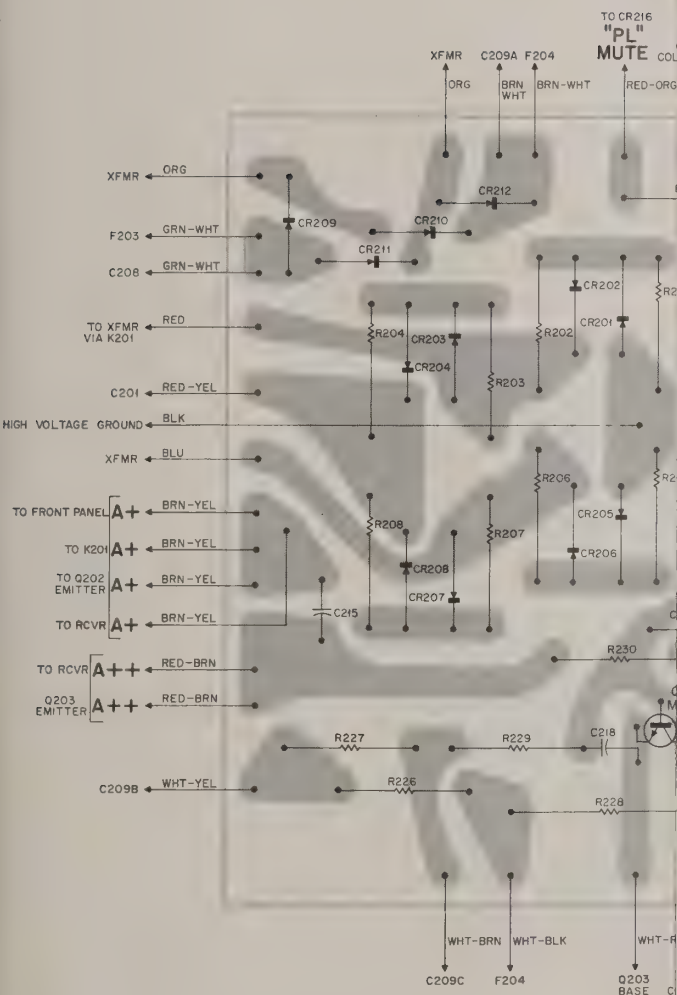 TO CR216
"PL"
MUTE
XFMR C209A F204
ORG BRN WHT BRN-WHT RED-ORG
XFMR ORG
CR212
CR209
CR210
F203 GRN-WHT
CR211
C208 GRN-WHT
CR202
TO XFMR VIA K201 RED
R204
CR203
R202
CR201
CR204
R203
C201 RED-YEL
HIGH VOLTAGE GROUND BLK
XFMR BLU
R206
TO FRONT PANEL A+ BRN-YEL
R208
R207
CR205
TO K201 A+ BRN-YEL
CR206
CR208
TO Q202 EMITTER A+ BRN-YEL
CR207
C215
TO RCVR A+ BRN-YEL
R230
TO RCVR A++ RED-BRN
Q203 EMITTER A++ RED-BRN
R227
R229
C218
C209B WHT-YEL
R226
R228
WHT-BRN WHT-BLK
C209C F204 Q203 BASE